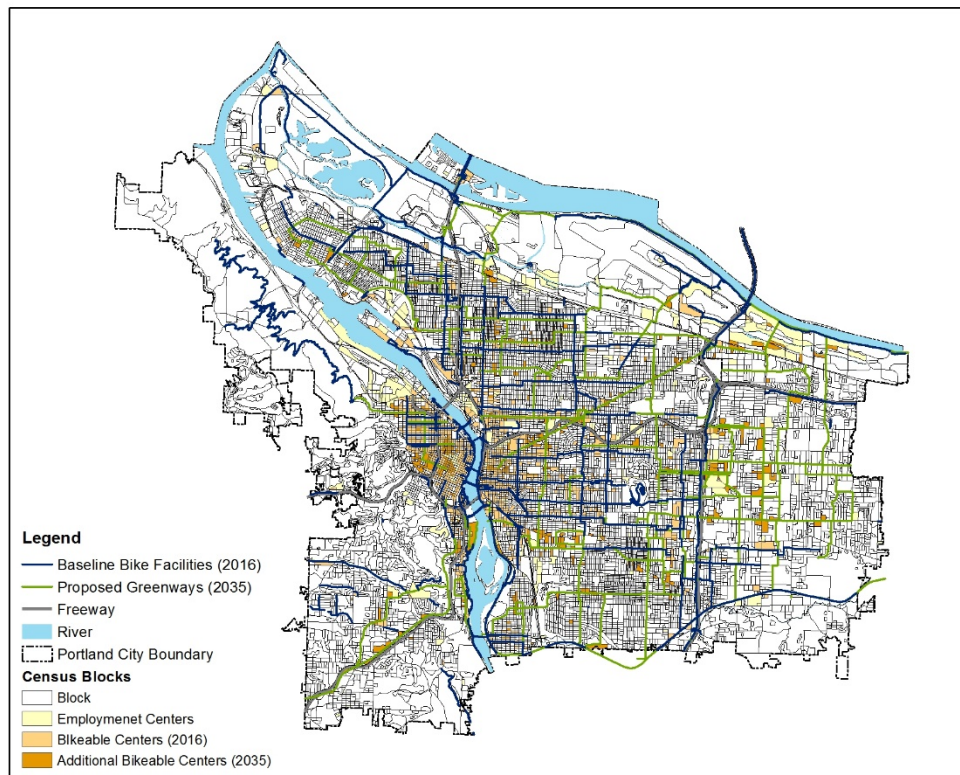 Legend
Baseline Bike Facilities (2016)
Proposed Greenways (2035)
Freeway
River
Portland City Boundary
Census Blocks
Block
Employmenet Centers
BIkeable Centers (2016)
Additional Bikeable Centers (2035)